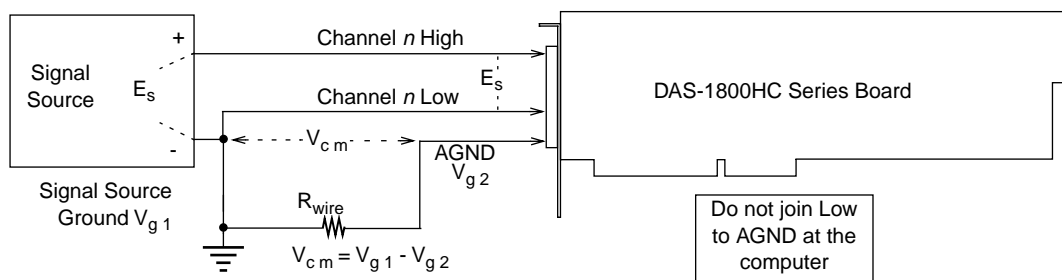 +
Channel n High
Signal
Source
E s
E s
DAS-1800HC Series Board
Channel n Low
V c m
-
AGND
V g 2
Signal Source
Ground V g 1
R wire
V c m = V g 1 - V g 2
Do not join Low
to AGND at the
computer